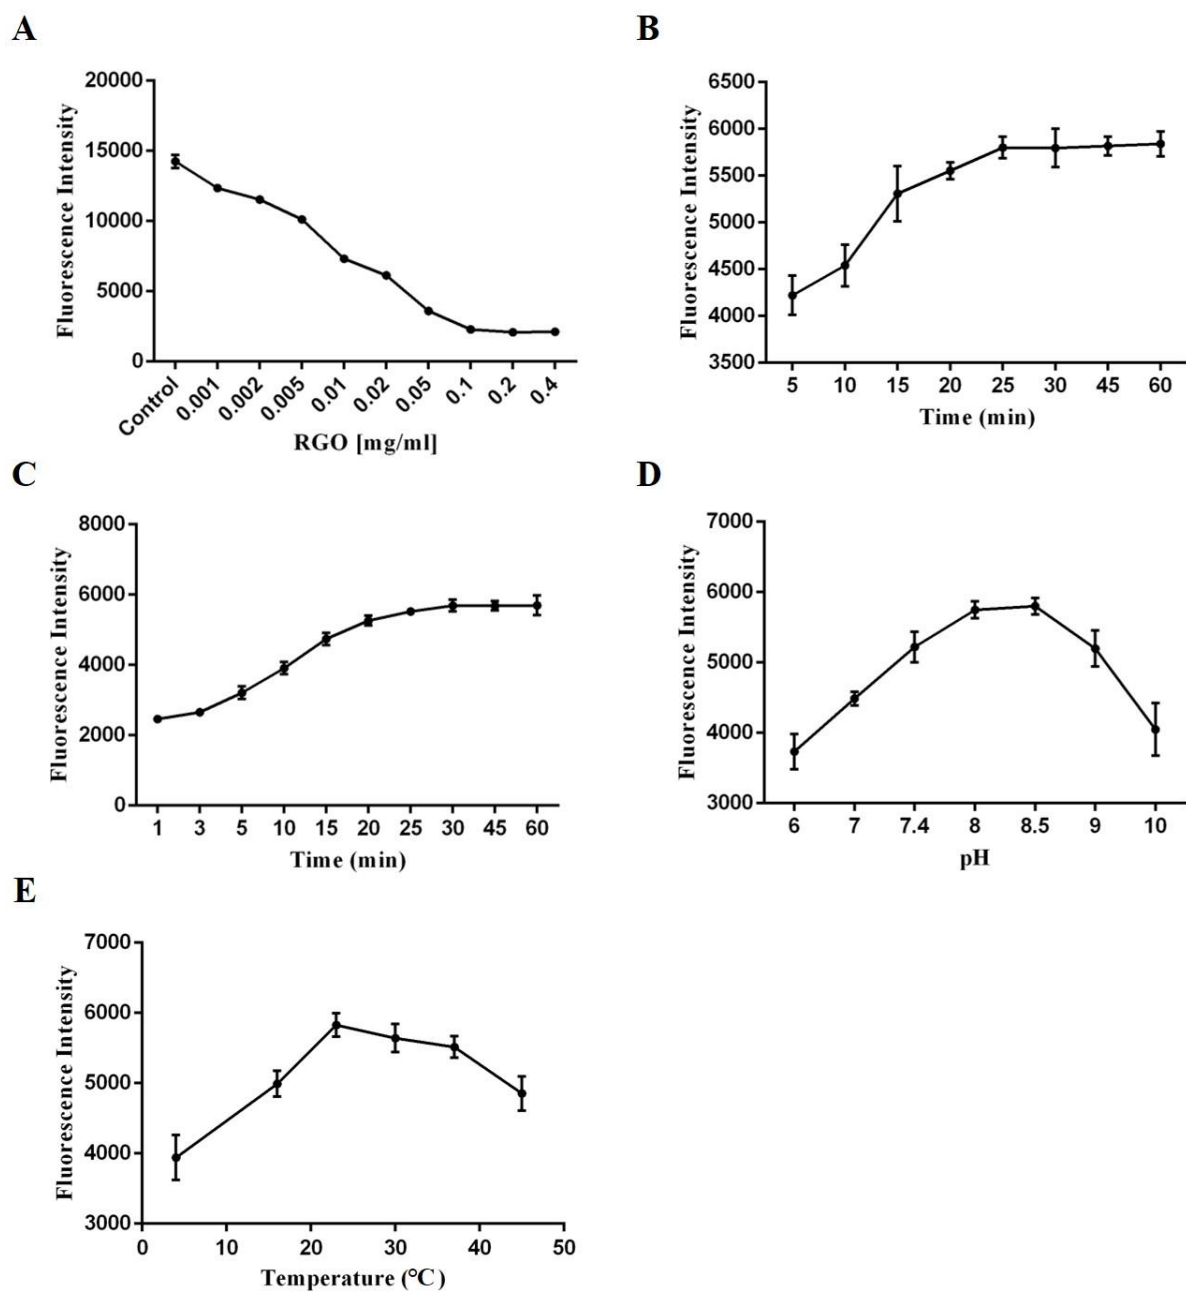 A
Fluorescence Intensity
20000
15000
10000
5000
0
Control 0.001 0.002 0.005 0.01 0.02 0.05 0.1 0.2 0.4
RGO [mg/ml]
B
Fluorescence Intensity
6500
6000
5500
5000
4500
4000
3500
5 10 15 20 25 30 45 60
Time (min)
C
Fluorescence Intensity
8000
6000
4000
2000
0
1 3 5 10 15 20 25 30 45 60
Time (min)
D
Fluorescence Intensity
7000
6000
5000
4000
3000
6 7 7.4 8 8.5 9 10
pH
E
Fluorescence Intensity
7000
6000
5000
4000
3000
0 10 20 30 40 50
Temperature (°C)